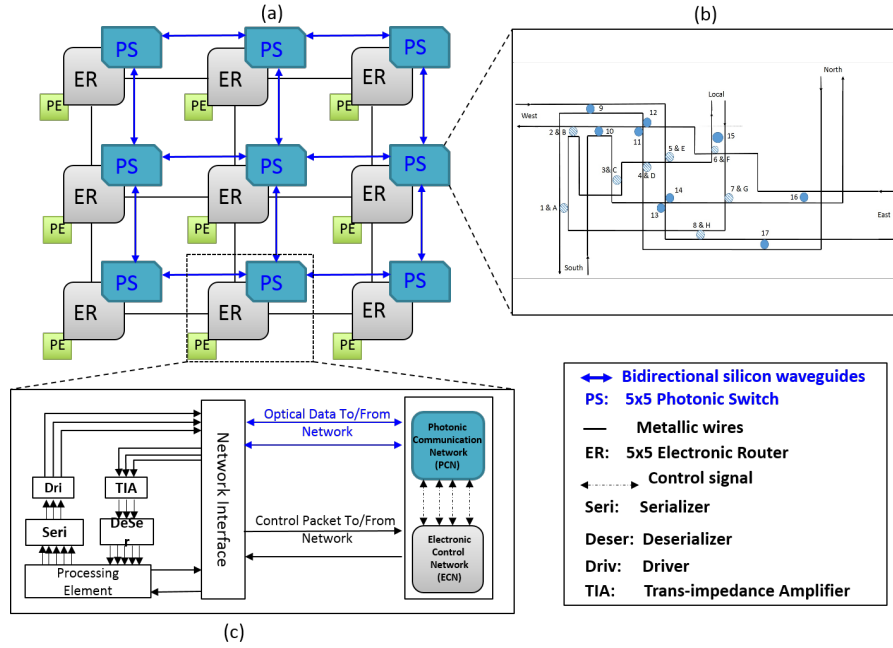 (a)
PS
PS
PS
ER
ER
ER
PE
PE
PE
PS
PS
PS
ER
ER
ER
PE
PE
PE
PS
PS
PS
ER
ER
ER
PE
PE
PE
(b)
North
Local
West
9
12
2 & B
10
11
15
5 & E
6 & F
3& C
4 & D
14
7 & G
16
1 & A
13
East
8 & H
17
South
Optical Data To/From
Network
Photonic
Communication
Network
(PCN)
Network Interface
Dri
TIA
Seri
DeSe
r
Control Packet To/From
Network
Electronic
Control
Network
(ECN)
Processing
Element
(c)
Bidirectional silicon waveguides
PS: 5x5 Photonic Switch
Metallic wires
ER: 5x5 Electronic Router
Control signal
Seri: Serializer
Deser: Deserializer
Driv: Driver
TIA: Trans-impedance Amplifier